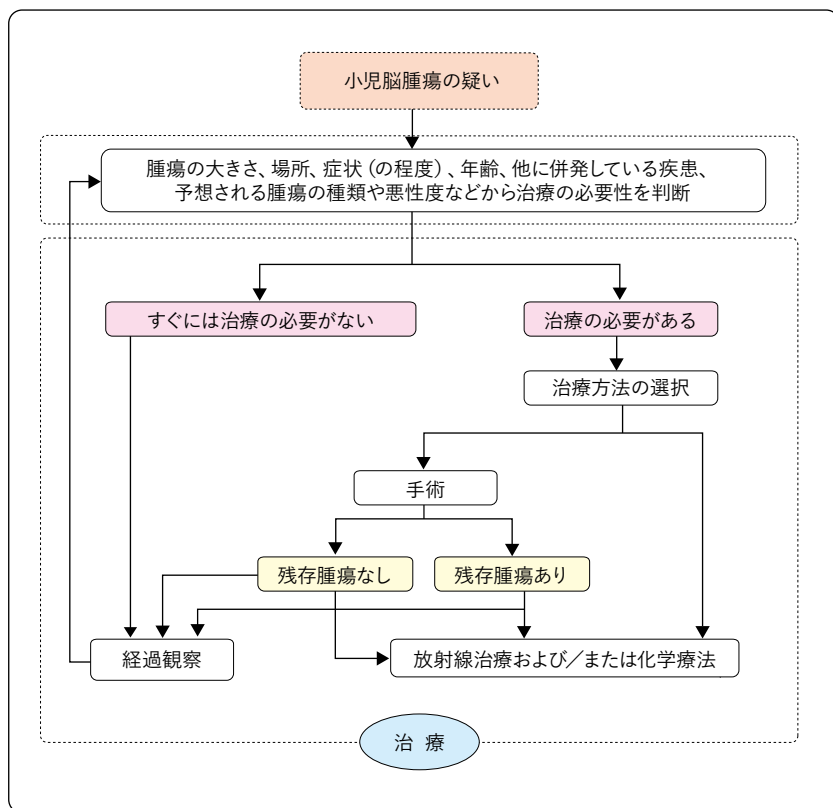 小児脳腫瘍の疑い
腫瘍の大きさ、場所、症状(の程度)、年齢、他に併発している疾患、
予想される腫瘍の種類や悪性度などから治療の必要性を判断
すぐには治療の必要がない
治療の必要がある
治療方法の選択
手術
残存腫瘍なし
残存腫瘍あり
経過観察
放射線治療および/または化学療法
治 療